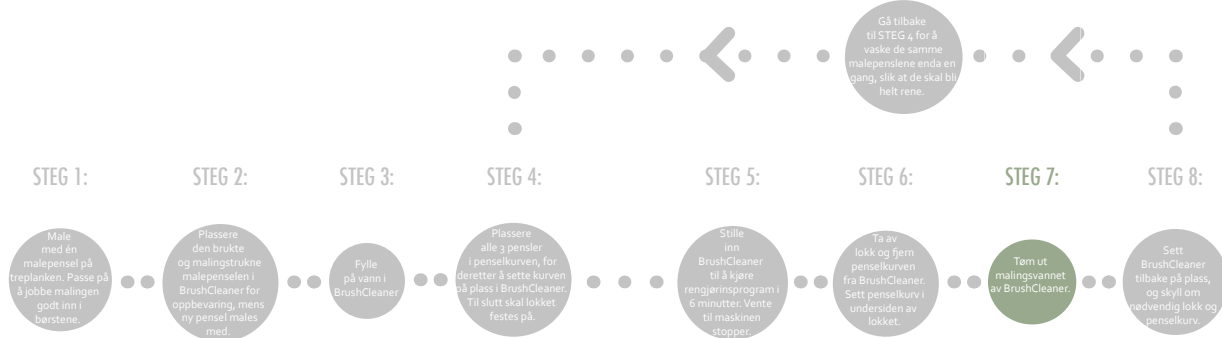 Gå tilbake
til STEG 4 for å
vaske de samme
malepenslene enda en
gang, slik at de skal bli
helt rene.
STEG 1:
STEG 2:
STEG 3:
STEG 4:
STEG 5:
STEG 6:
STEG 7:
STEG 8:
Male
med én
malepensel på
treplanken. Passe på
å jobbe malingen
godt inn i
børstene.
Plassere
den brukte
og malingstrukne
malepenselen i
BrushCleaner for
oppbevaring, mens
ny pensel males
med.
Fylle
på vann i
BrushCleaner
Plassere
alle 3 pensler
i penselkurven, for
deretter å sette kurven
på plass i BrushCleaner.
Til slutt skal lokket
festes på.
Stille
inn
BrushCleaner
til å kjøre
rengjørinsprogram i
6 minutter. Vente
til maskinen
stopper.
Ta av
lokk og fjern
penselkurven
fra BrushCleaner.
Sett penselkurv i
undersiden av
lokket.
Tøm ut
malingsvannet
av BrushCleaner.
Sett
BrushCleaner
tilbake på plass,
og skyll om
nødvendig lokk og
penselkurv.